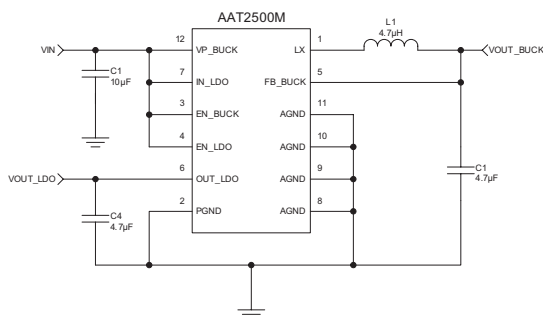 AAT2500M
L1
4.7µH
VIN
12
VP_BUCK
LX
1
VOUT_BUCK
C1
10µF
7
IN_LDO
FB_BUCK
5
3
EN_BUCK
AGND
11
4
EN_LDO
AGND
10
VOUT_LDO
6
OUT_LDO
AGND
9
C1
4.7µF
C4
4.7µF
2
PGND
AGND
8